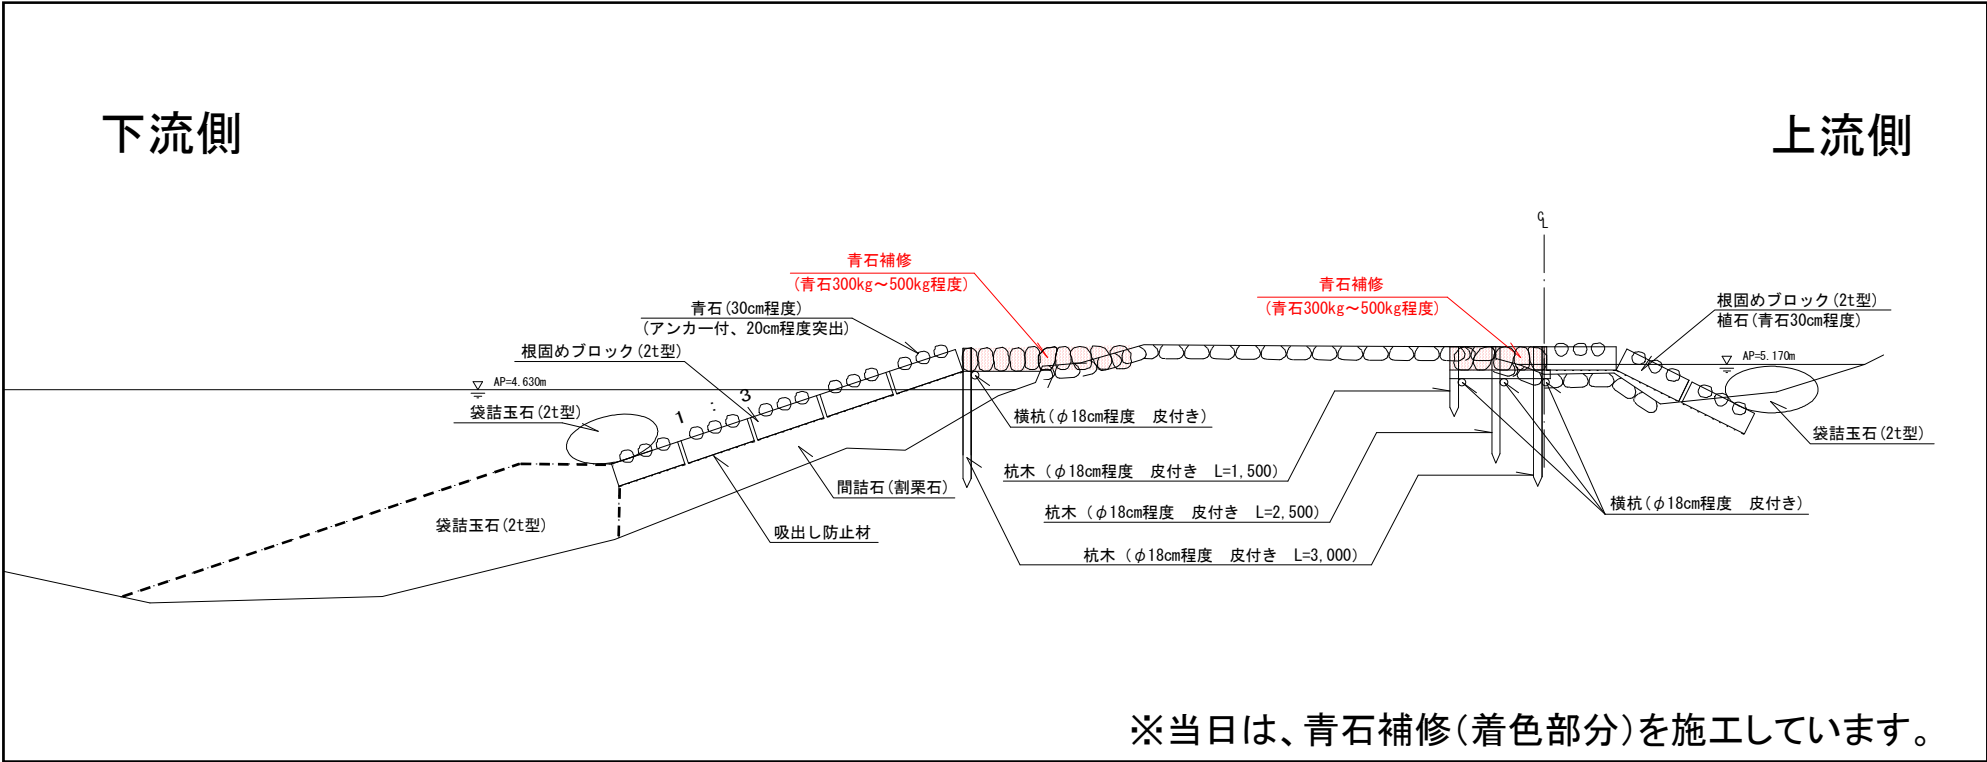 下流側
上流側
℄
青石補修
(青石300kg～500kg程度)
青石補修
(青石300kg～500kg程度)
青石(30cm程度)
(アンカー付、20cm程度突出)
根固めブロック(2t型)
植石(青石30cm程度)
根固めブロック(2t型)
AP=5.170m
AP=4.630m
袋詰玉石(2t型)
1 : 3
横杭(φ18cm程度　皮付き)
袋詰玉石(2t型)
杭木（φ18cm程度　皮付き　L=1,500)
間詰石(割栗石)
横杭(φ18cm程度　皮付き)
杭木（φ18cm程度　皮付き　L=2,500)
袋詰玉石(2t型)
吸出し防止材
杭木（φ18cm程度　皮付き　L=3,000)
※当日は、青石補修(着色部分)を施工しています。